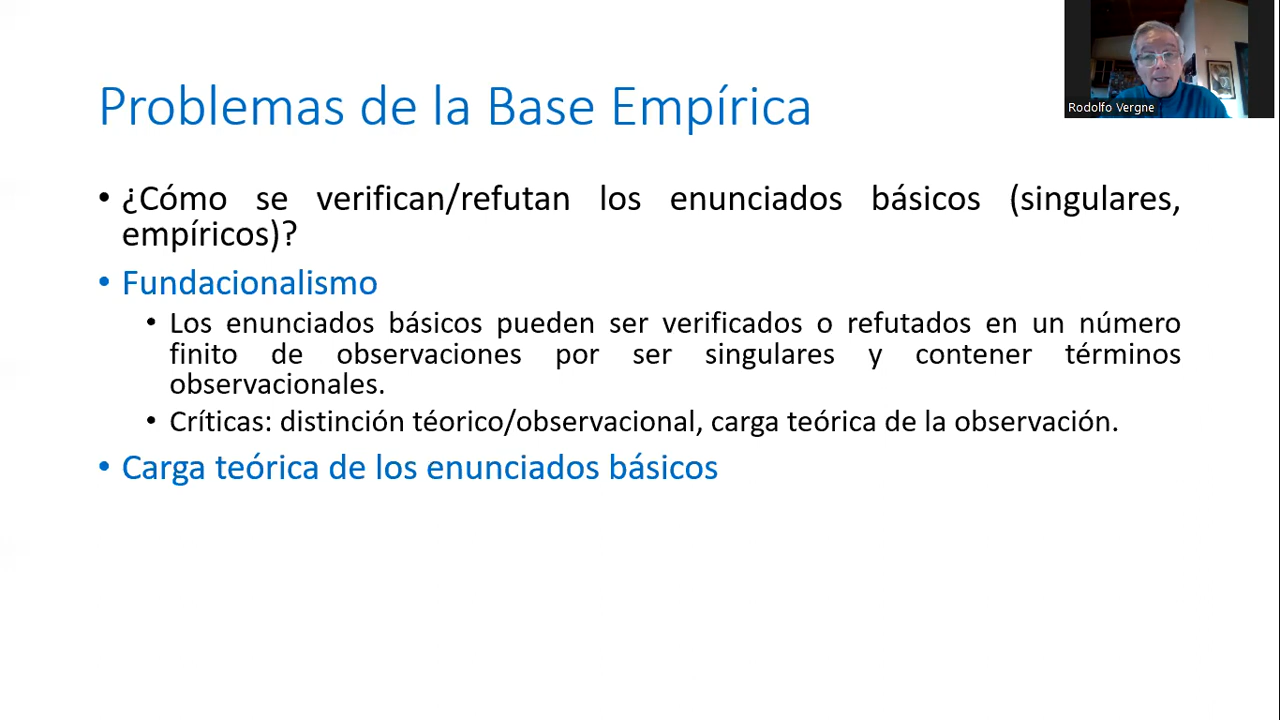 Rodolfo Vergne
Problemas de la Base Empírica
• ¿Cómo se verifican/refutan los enunciados básicos (singulares,
empíricos)?
• Fundacionalismo
• Los enunciados básicos pueden ser verificados o refutados en un número
finito de observaciones por ser singulares y contener términos
observacionales.
• Críticas: distinción téorico/observacional, carga teórica de la observación.
• Carga teórica de los enunciados básicos